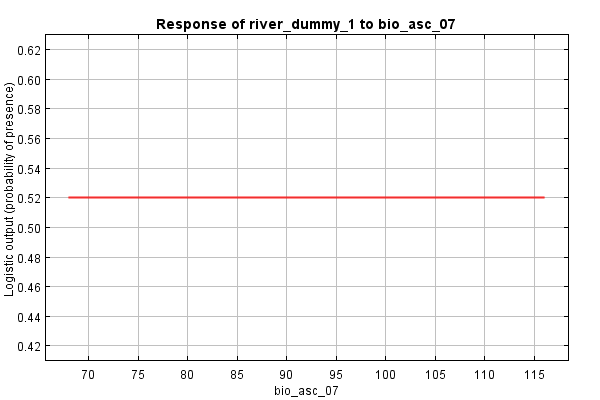 Response of river_dummy_1 to bio_asc_07
Logistic output (probability of presence)
0.62
0.60
0.58
0.56
0.54
0.52
0.50
0.48
0.46
0.44
0.42
70 75 80 85 90 95 100 105 110 115
bio_asc_07